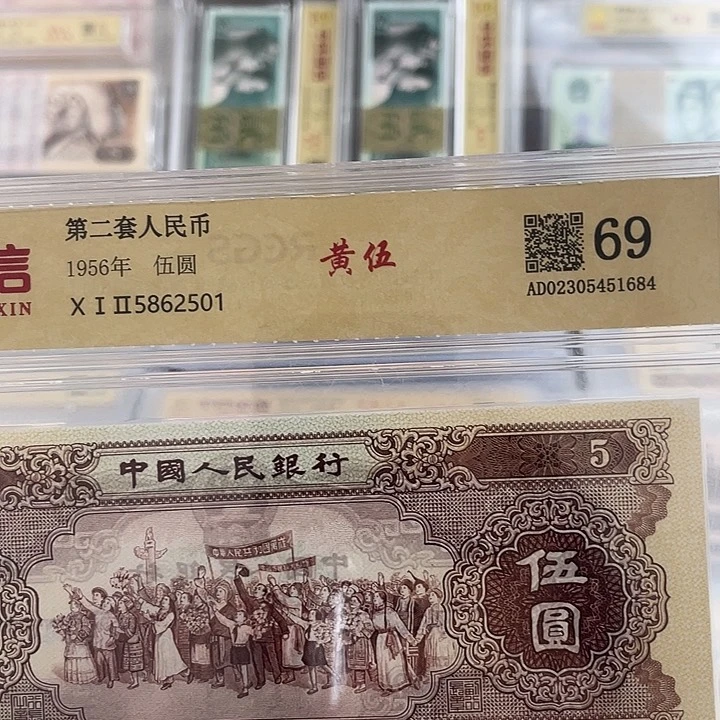 信
XIN
第二套人民币
1956年 伍圆
XIⅡ5862501
黄伍
69
AD02305451684
中國人民銀行
5
伍圓